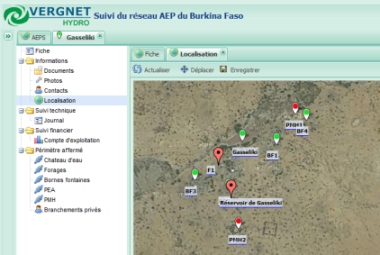 VERGNET
HYDRO
Suivi du réseau AEP du Burkina Faso
AEPS
Gasseliki
Fiche
Informations
Documents
Photos
Contacts
Localisation
Suivi technique
Journal
Suivi financier
Compte d'exploitation
Périmètre affermé
Chateau d'eau
Forages
Bornes fontaines
PEA
PMH
Branchements privés
Fiche
Localisation
Actualiser
Déplacer
Enregistrer
PMH1
BF4
Gasseliki
BF1
F1
BF3
Réservoir de Gasseliki
PMH2